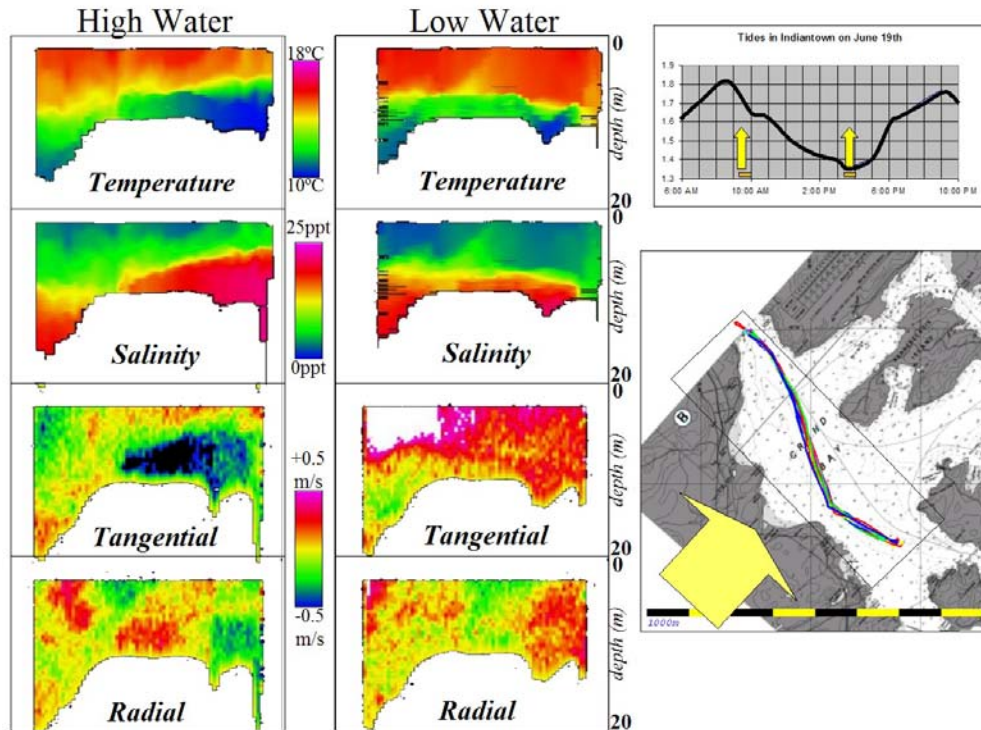 High Water
Low Water
18ºC
10ºC
Temperature
Temperature
0
depth (m)
20
25ppt
0ppt
Salinity
Salinity
0
depth (m)
20
+0.5
m/s
Tangential
Tangential
depth (m)
20
-0.5
m/s
Radial
Radial
0
depth (m)
20
Tides in Indiantown on June 19th
1.9
1.8
1.7
1.6
1.5
1.4
1.3
6:00 AM 10:00 AM 2:00 PM 6:00 PM 10:00 PM
B
GRAND
BAY
1000m